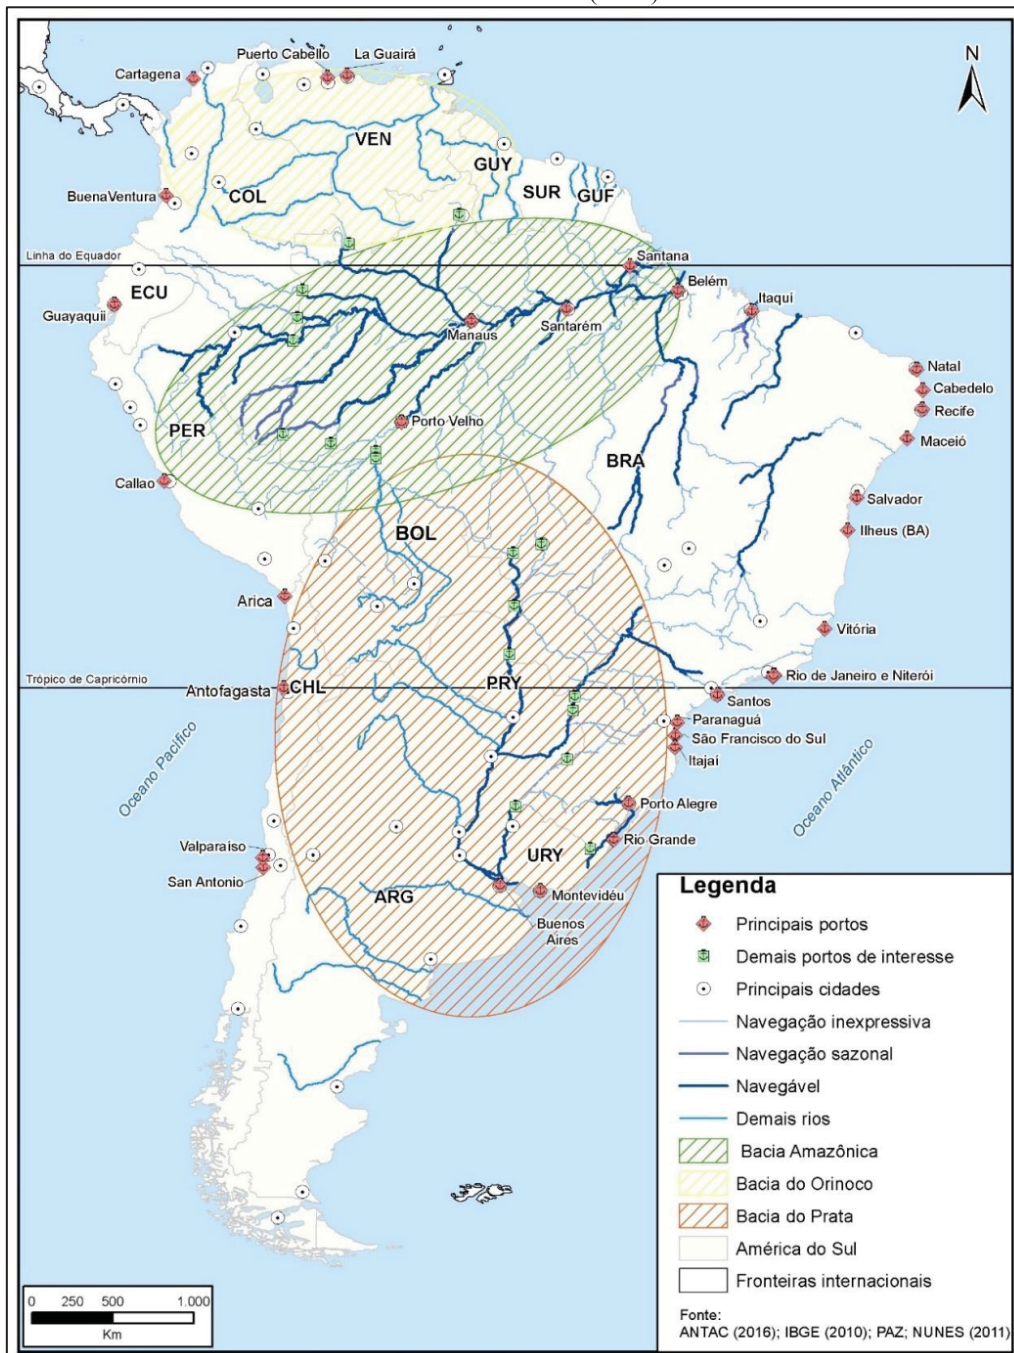 Puerto Cabello
La Guairá
Cartagena
N
VEN
GUY
SUR
GUF
COL
BuenaVentura
Linha do Equador
Santana
ECU
Belém
Itaqui
Guayaquii
Manaus
Santarém
Natal
Cabedelo
Recife
PER
Porto Velho
Maceió
BRA
Callao
Salvador
BOL
Ilheus (BA)
Arica
Vitória
Trópico de Capricórnio
Rio de Janeiro e Niterói
Antofagasta
CHL
PRY
Santos
Paranaguá
São Francisco do Sul
Itajaí
Oceano Pacífico
Oceano Atlântico
Porto Alegre
Rio Grande
Valparaiso
URY
San Antonio
ARG
Montevidéu
Buenos
Aires
Legenda
Principais portos
Demais portos de interesse
Principais cidades
Navegação inexpressiva
Navegação sazonal
Navegável
Demais rios
Bacia Amazônica
Bacia do Orinoco
Bacia do Prata
América do Sul
Fronteiras internacionais
0 250 500 1.000
Km
Fonte:
ANTAC (2016); IBGE (2010); PAZ; NUNES (2011)